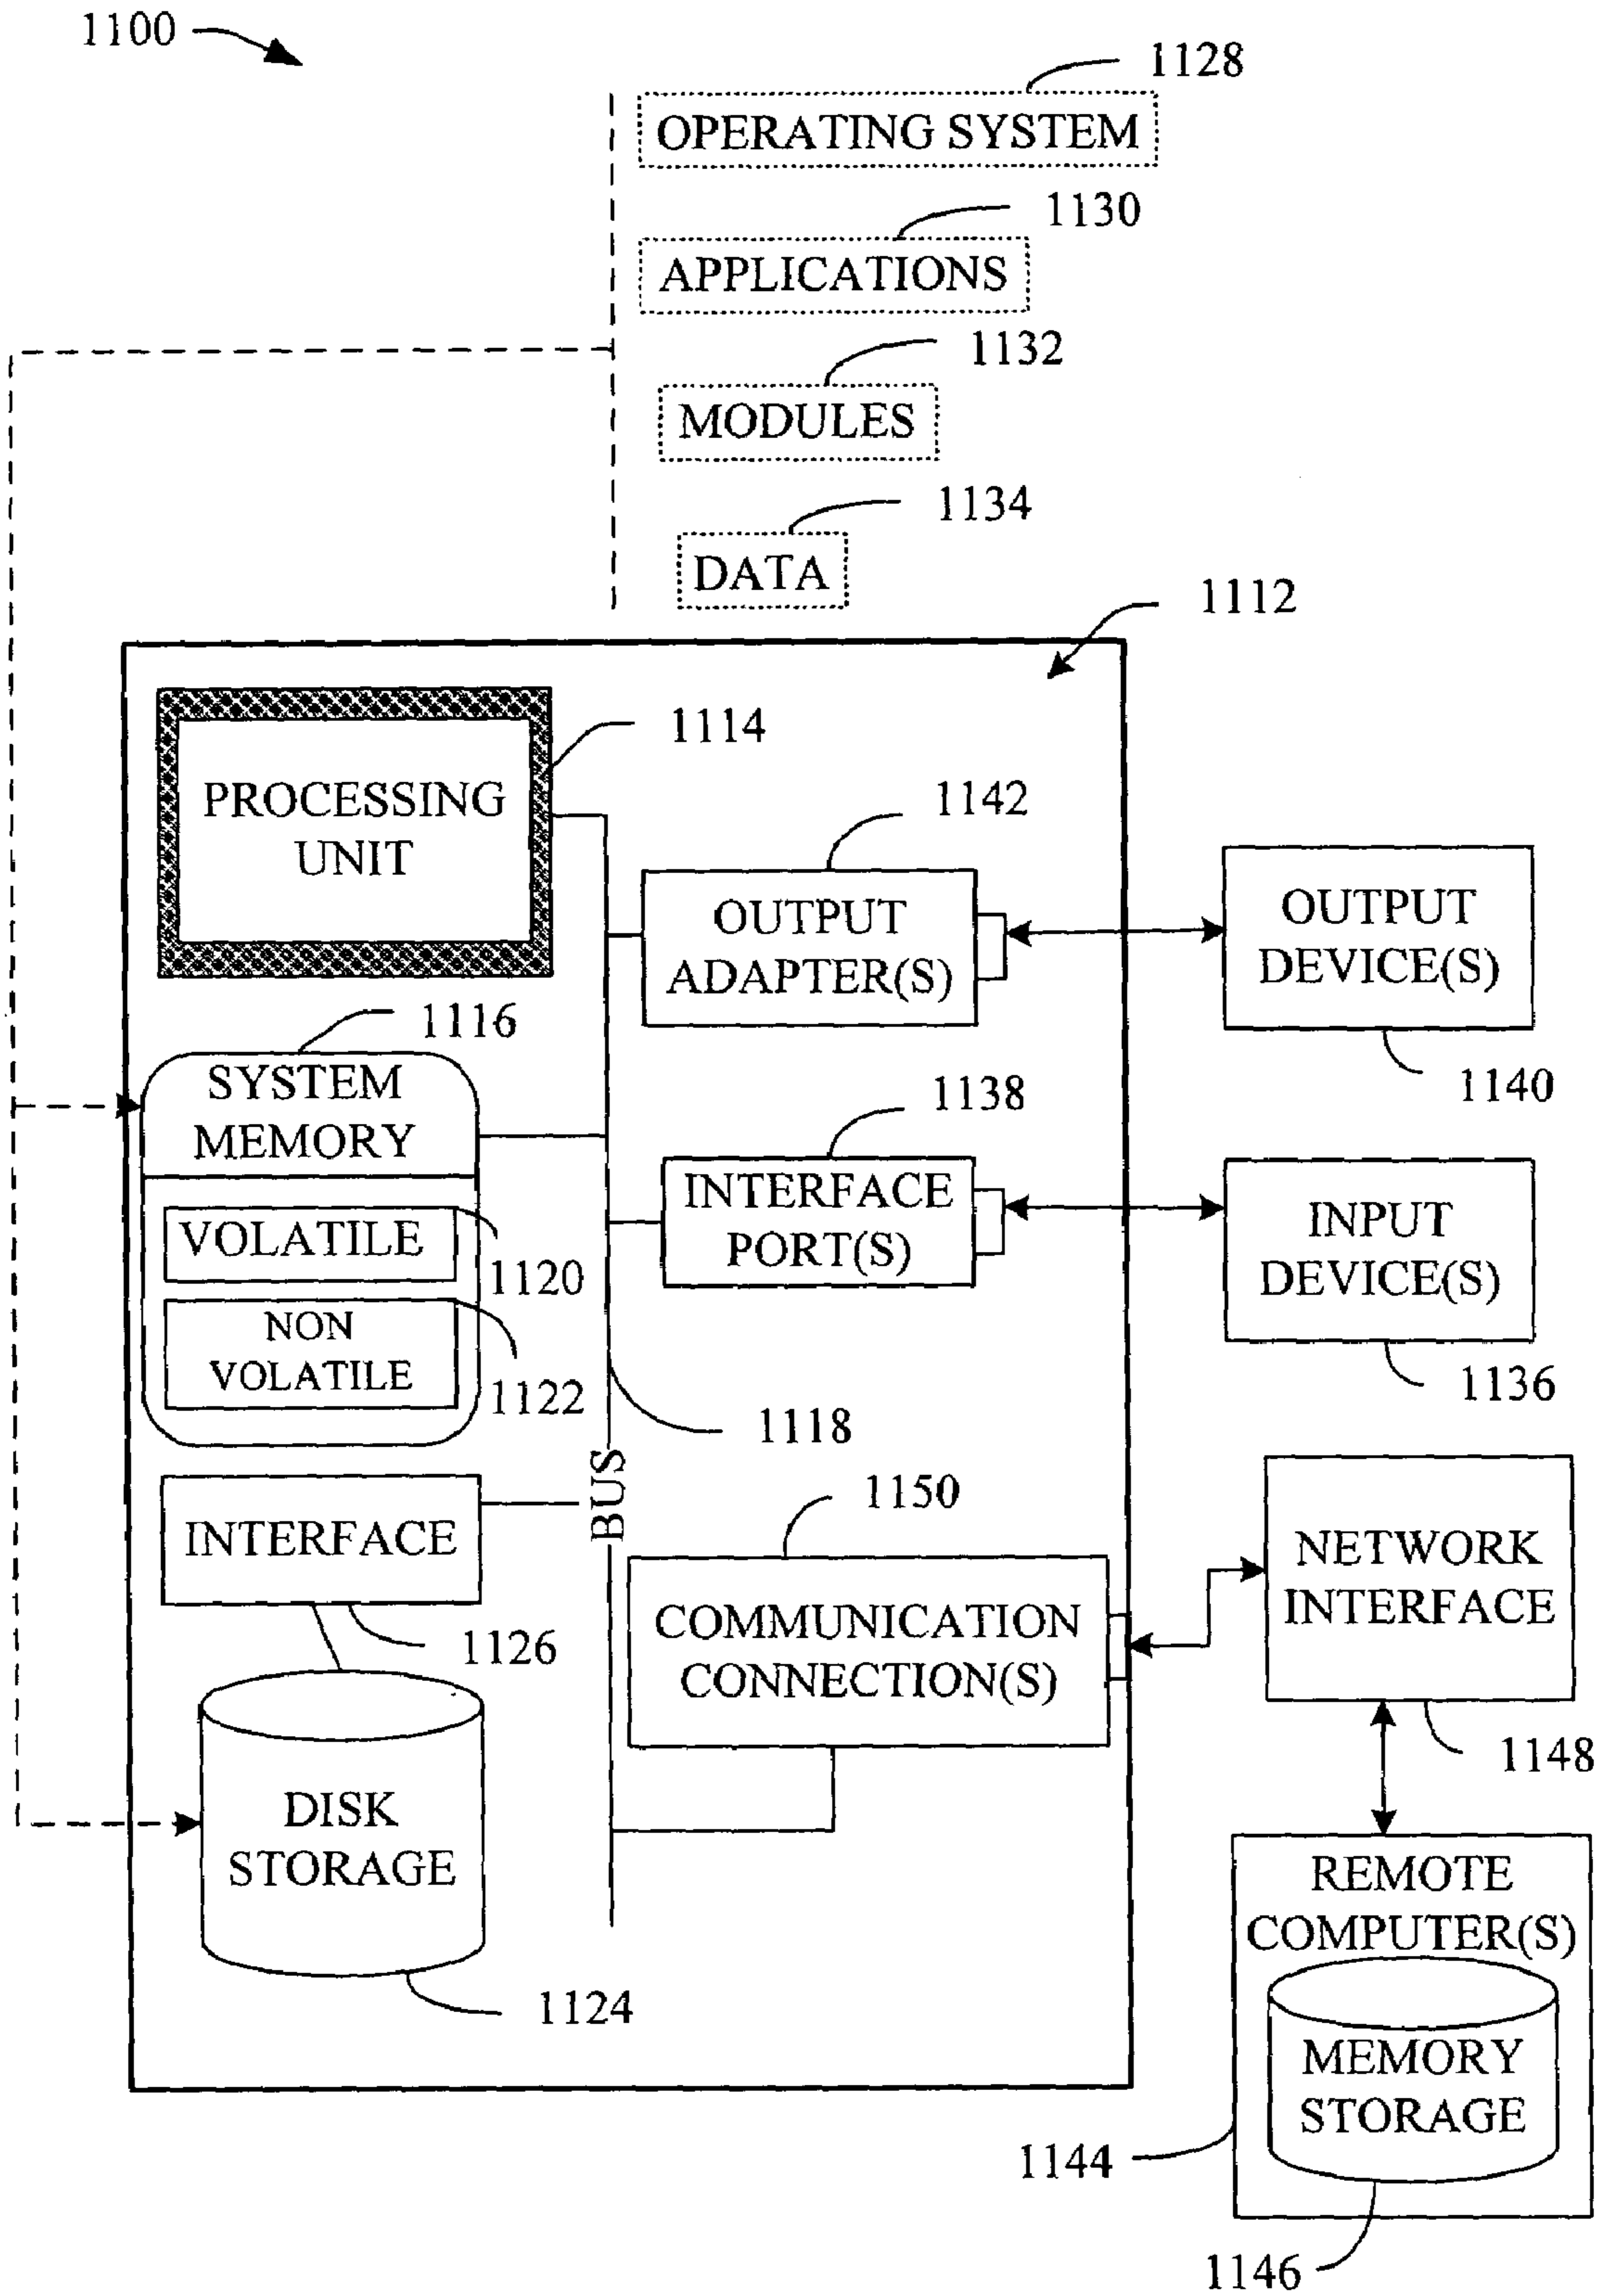 1100
1128
OPERATING SYSTEM
1130
APPLICATIONS
1132
MODULES
1134
DATA
1112
PROCESSING
UNIT
1114
1142
OUTPUT
ADAPTER(S)
OUTPUT
DEVICE(S)
1140
1116
SYSTEM
MEMORY
VOLATILE
1120
NON
VOLATILE
1122
1138
INTERFACE
PORT(S)
INPUT
DEVICE(S)
1136
1118
BUS
INTERFACE
1126
1150
COMMUNICATION
CONNECTION(S)
NETWORK
INTERFACE
1148
DISK
STORAGE
1124
REMOTE
COMPUTER(S)
MEMORY
STORAGE
1144
1146